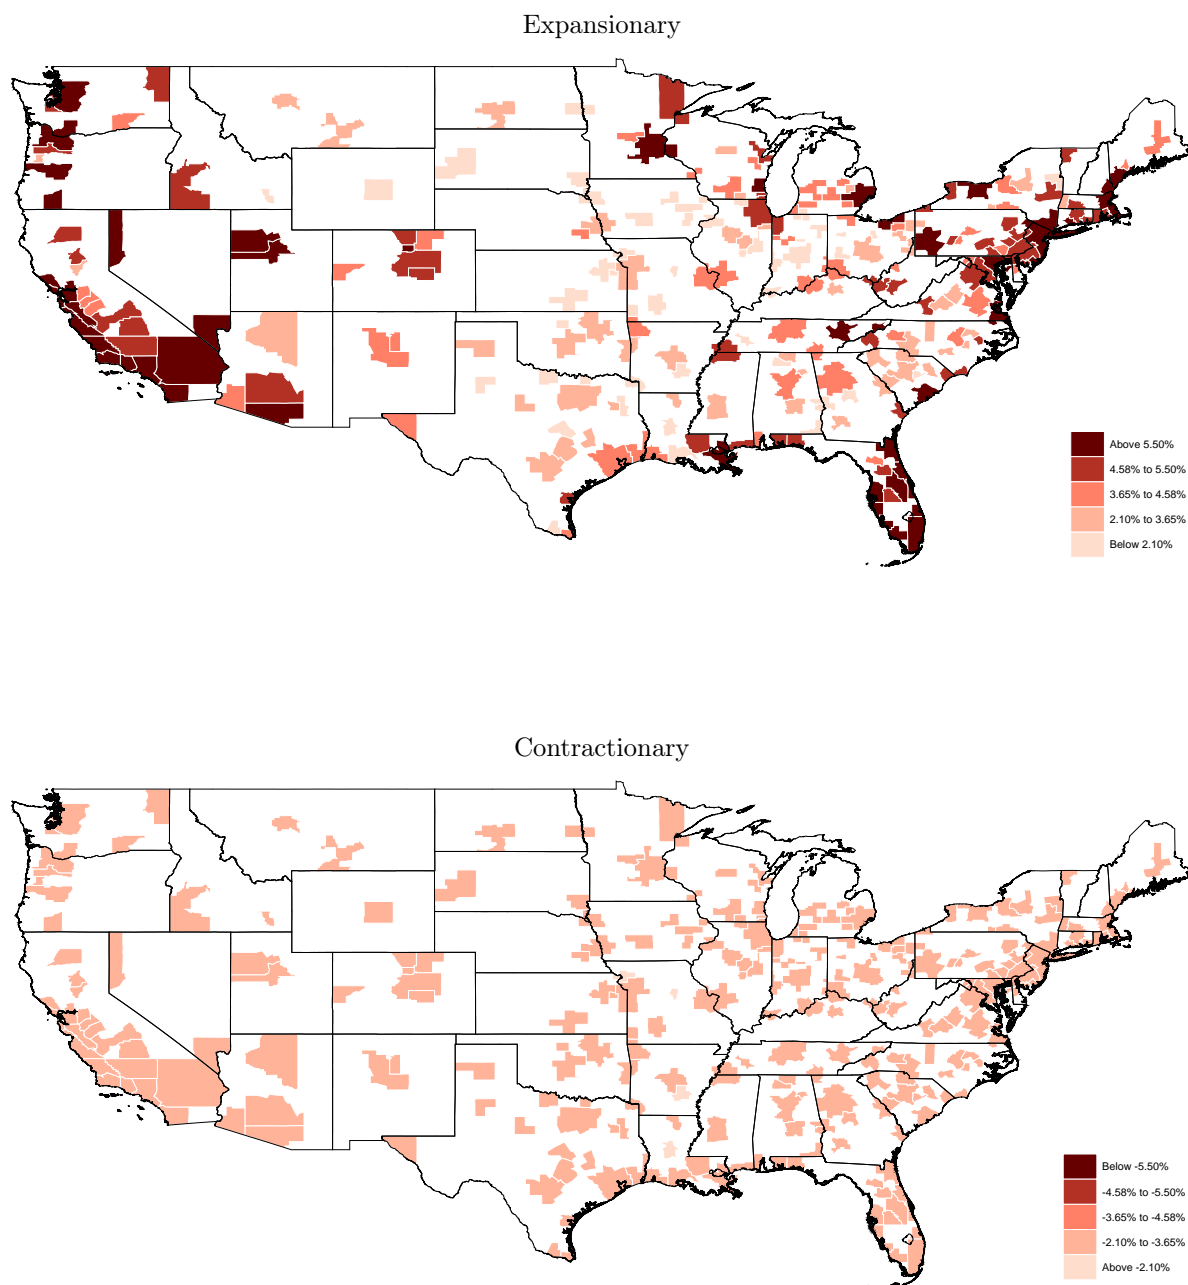 Expansionary
Above 5.50%
4.58% to 5.50%
3.65% to 4.58%
2.10% to 3.65%
Below 2.10%
Contractionary
Below -5.50%
-4.58% to -5.50%
-3.65% to -4.58%
-2.10% to -3.65%
Above -2.10%